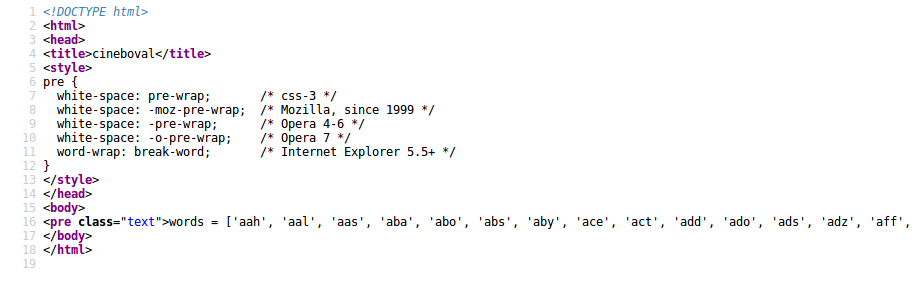 1 <!DOCTYPE html>
2 <html>
3 <head>
4 <title>cineboval</title>
5 <style>
6 pre {
7   white-space: pre-wrap;       /* css-3 */
8   white-space: -moz-pre-wrap;  /* Mozilla, since 1999 */
9   white-space: -pre-wrap;      /* Opera 4-6 */
10   white-space: -o-pre-wrap;    /* Opera 7 */
11   word-wrap: break-word;       /* Internet Explorer 5.5+ */
12 }
13 </style>
14 </head>
15 <body>
16 <pre class="text">words = ['aah', 'aal', 'aas', 'aba', 'abo', 'abs', 'aby', 'ace', 'act', 'add', 'ado', 'ads', 'adz', 'aff',
17 </body>
18 </html>
19